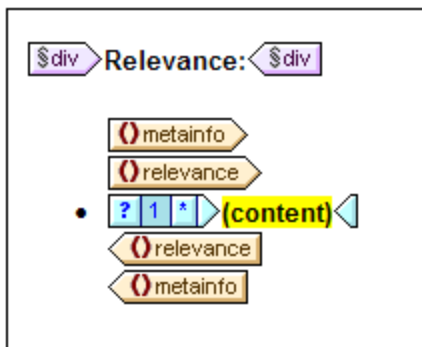 §div Relevance: §div
() metainfo
() relevance
• ? 1 * (content)
() relevance
() metainfo